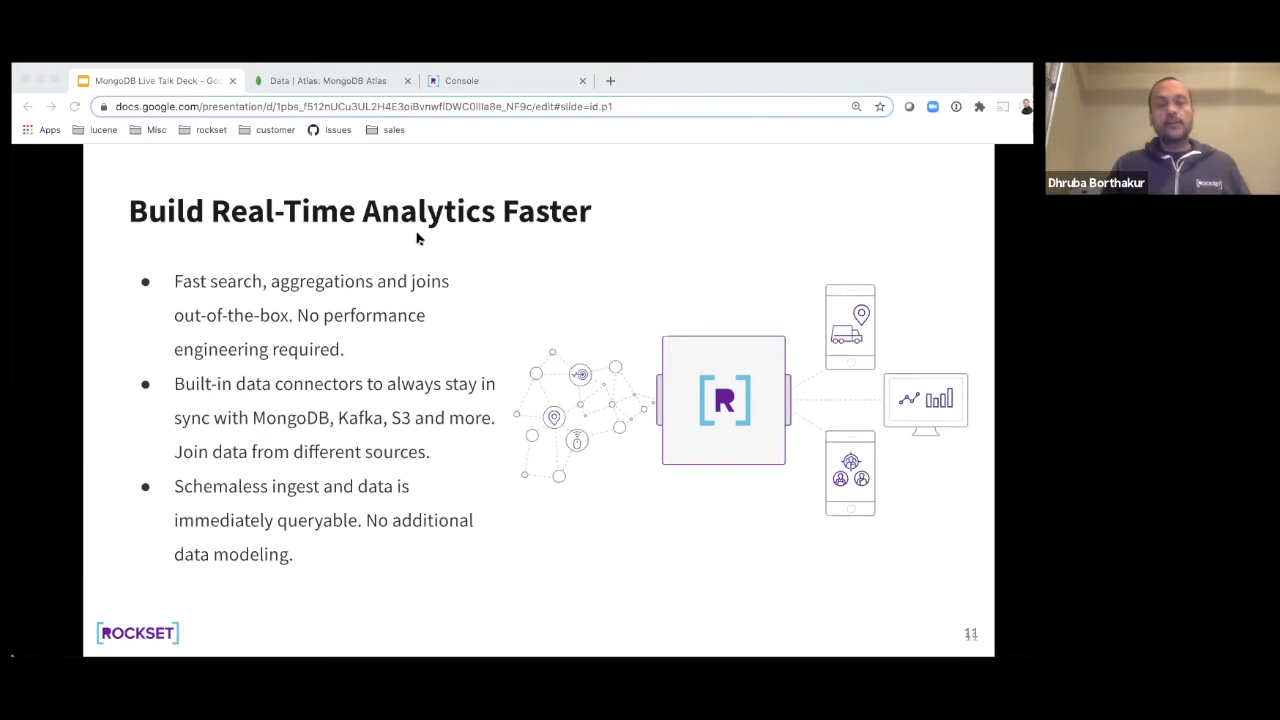 MongoDB Live Talk Deck - Goo
Data | Atlas: MongoDB Atlas
Console
Apps
lucene
Misc
rockset
customer
Issues
sales
Build Real-Time Analytics Faster
● Fast search, aggregations and joins
out-of-the-box. No performance
engineering required.
● Built-in data connectors to always stay in
sync with MongoDB, Kafka, S3 and more.
Join data from different sources.
● Schemaless ingest and data is
immediately queryable. No additional
data modeling.
[R]
[ROCKSET]
11
[ROCKSET]
Dhruba Borthakur